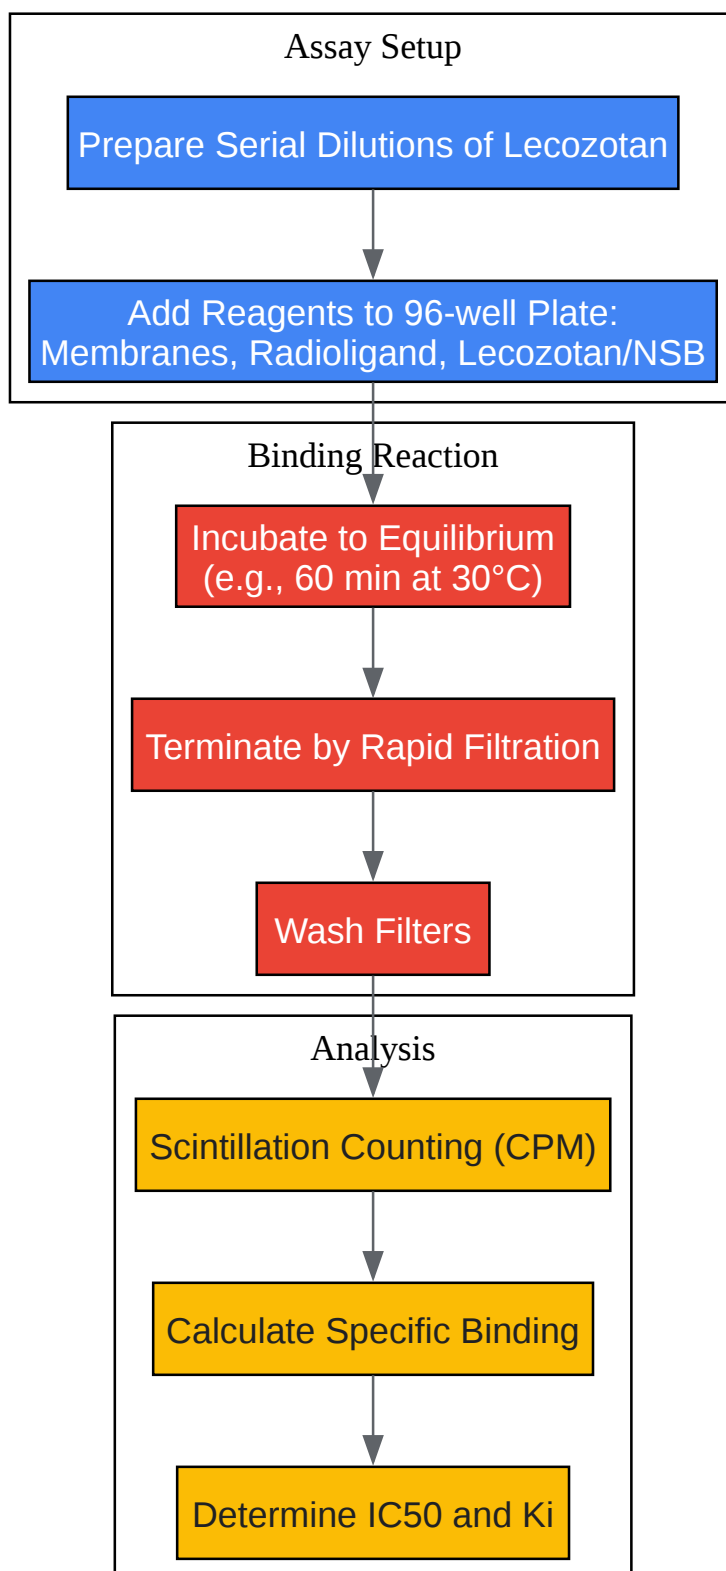 Assay Setup
Prepare Serial Dilutions of Lecozotan
Add Reagents to 96-well Plate:
Membranes, Radioligand, Lecozotan/NSB
Binding Reaction
Incubate to Equilibrium
(e.g., 60 min at 30°C)
Terminate by Rapid Filtration
Wash Filters
Analysis
Scintillation Counting (CPM)
Calculate Specific Binding
Determine IC50 and Ki